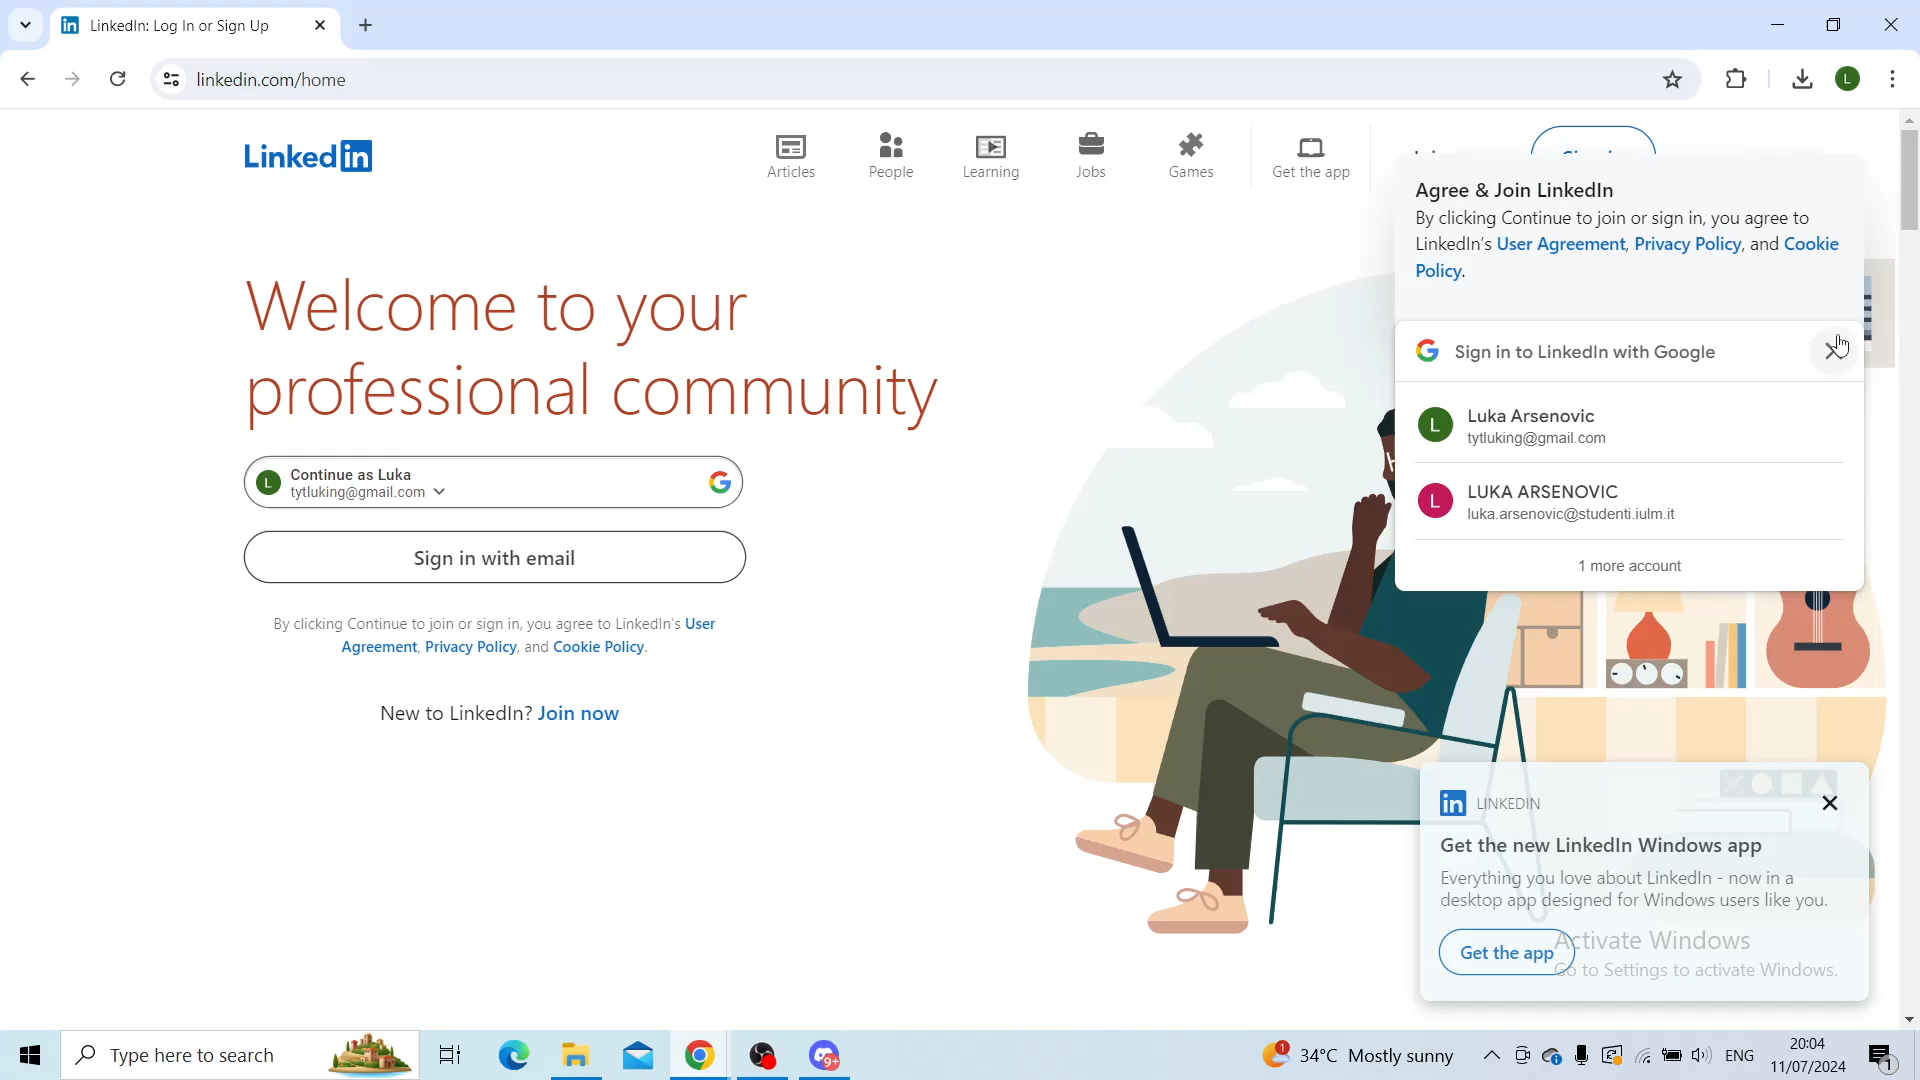 LinkedIn: Log In or Sign Up
linkedin.com/home
L
Linked in
Articles
People
Learning
Jobs
Games
Get the app
Agree & Join LinkedIn
By clicking Continue to join or sign in, you agree to
LinkedIn's User Agreement, Privacy Policy, and Cookie
Policy.
Sign in to LinkedIn with Google
L
Luka Arsenovic
tytluking@gmail.com
L
LUKA ARSENOVIC
luka.arsenovic@studenti.iulm.it
1 more account
Welcome to your
professional community
L
Continue as Luka
tytluking@gmail.com
Sign in with email
By clicking Continue to join or sign in, you agree to LinkedIn's User
Agreement, Privacy Policy, and Cookie Policy.
New to LinkedIn? Join now
in LINKEDIN
Get the new LinkedIn Windows app
Everything you love about LinkedIn - now in a
desktop app designed for Windows users like you.
Get the app
Activate Windows
Go to Settings to activate Windows.
Type here to search
9+
1
34°C Mostly sunny
ENG
20:04
11/07/2024
1